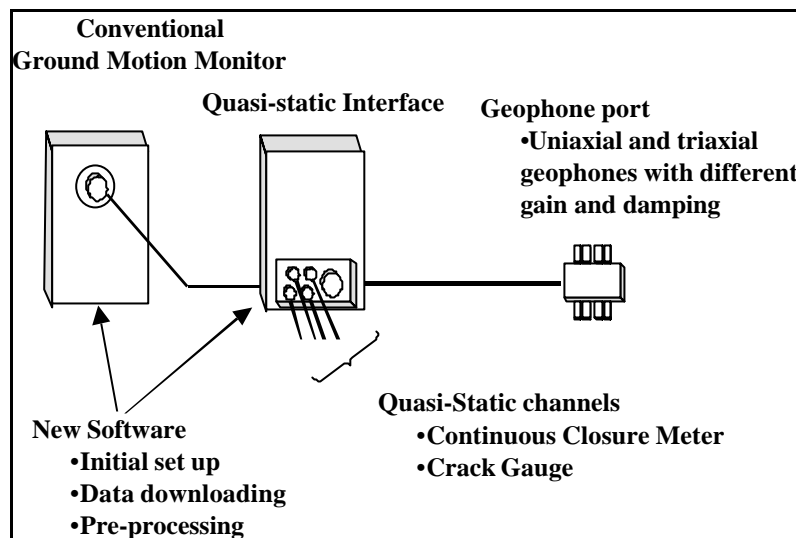 Conventional
Ground Motion Monitor
Quasi-static Interface
Geophone port
•Uniaxial and triaxial
geophones with different
gain and damping
Quasi-Static channels
•Continuous Closure Meter
•Crack Gauge
New Software
•Initial set up
•Data downloading
•Pre-processing